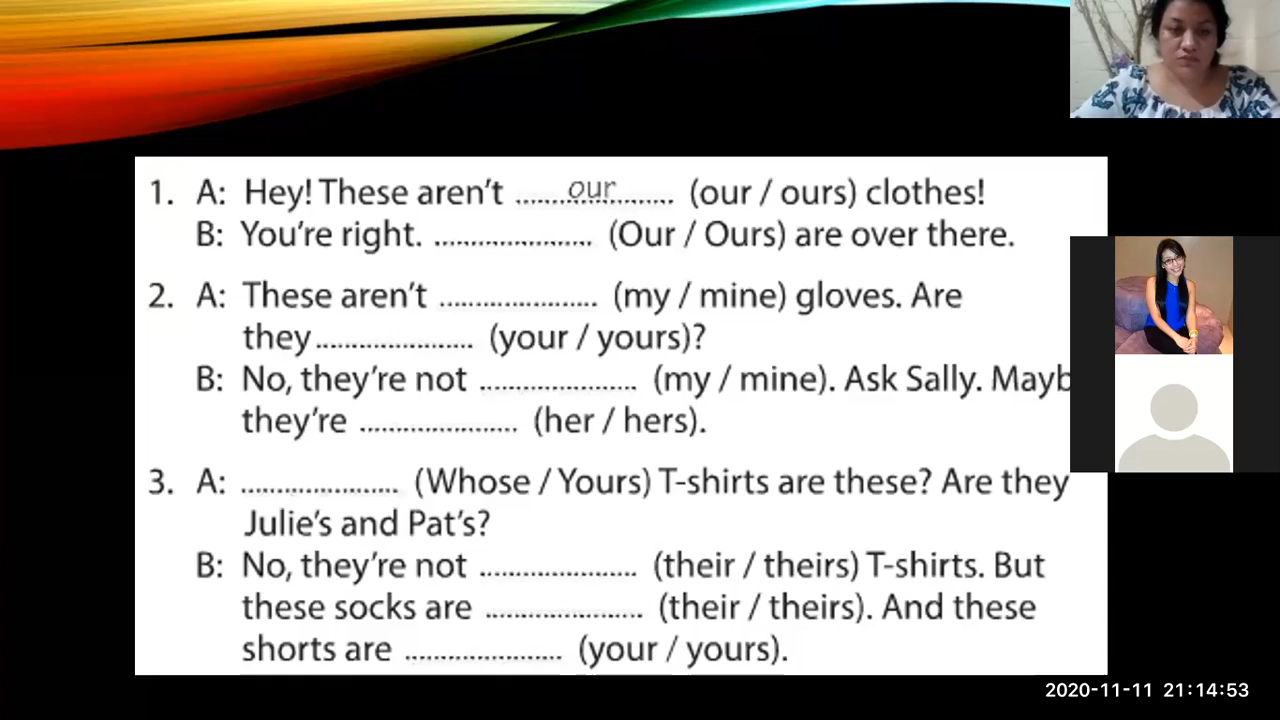 1. A: Hey! These aren't ......our...... (our / ours) clothes!
B: You're right. ...................... (Our / Ours) are over there.
2. A: These aren't ...................... (my / mine) gloves. Are
they...................... (your / yours)?
B: No, they're not ...................... (my / mine). Ask Sally. Mayb
they're ...................... (her / hers).
3. A: ...................... (Whose / Yours) T-shirts are these? Are they
Julie's and Pat's?
B: No, they're not ...................... (their / theirs) T-shirts. But
these socks are ...................... (their / theirs). And these
shorts are ...................... (your / yours).
2020-11-11 21:14:53